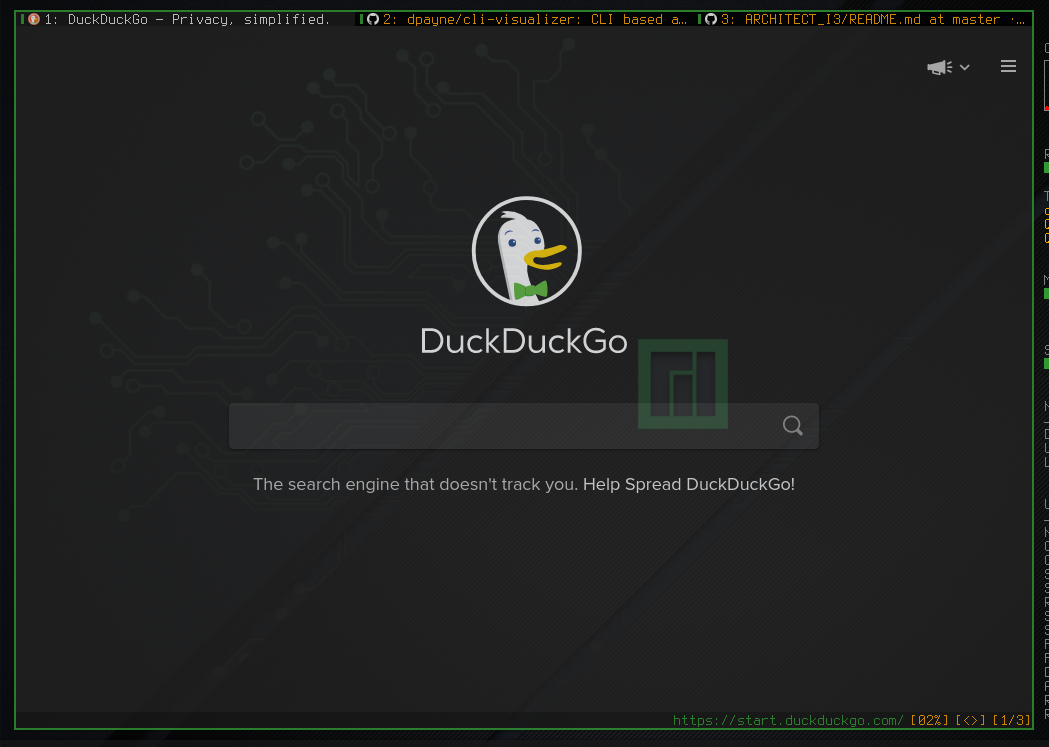 1: DuckDuckGo — Privacy, simplified.
2: dpayne/cli-visualizer: CLI based a…
3: ARCHITECT_I3/README.md at master ·…
DuckDuckGo
The search engine that doesn't track you. Help Spread DuckDuckGo!
https://start.duckduckgo.com/ [02%] [<>] [1/3]